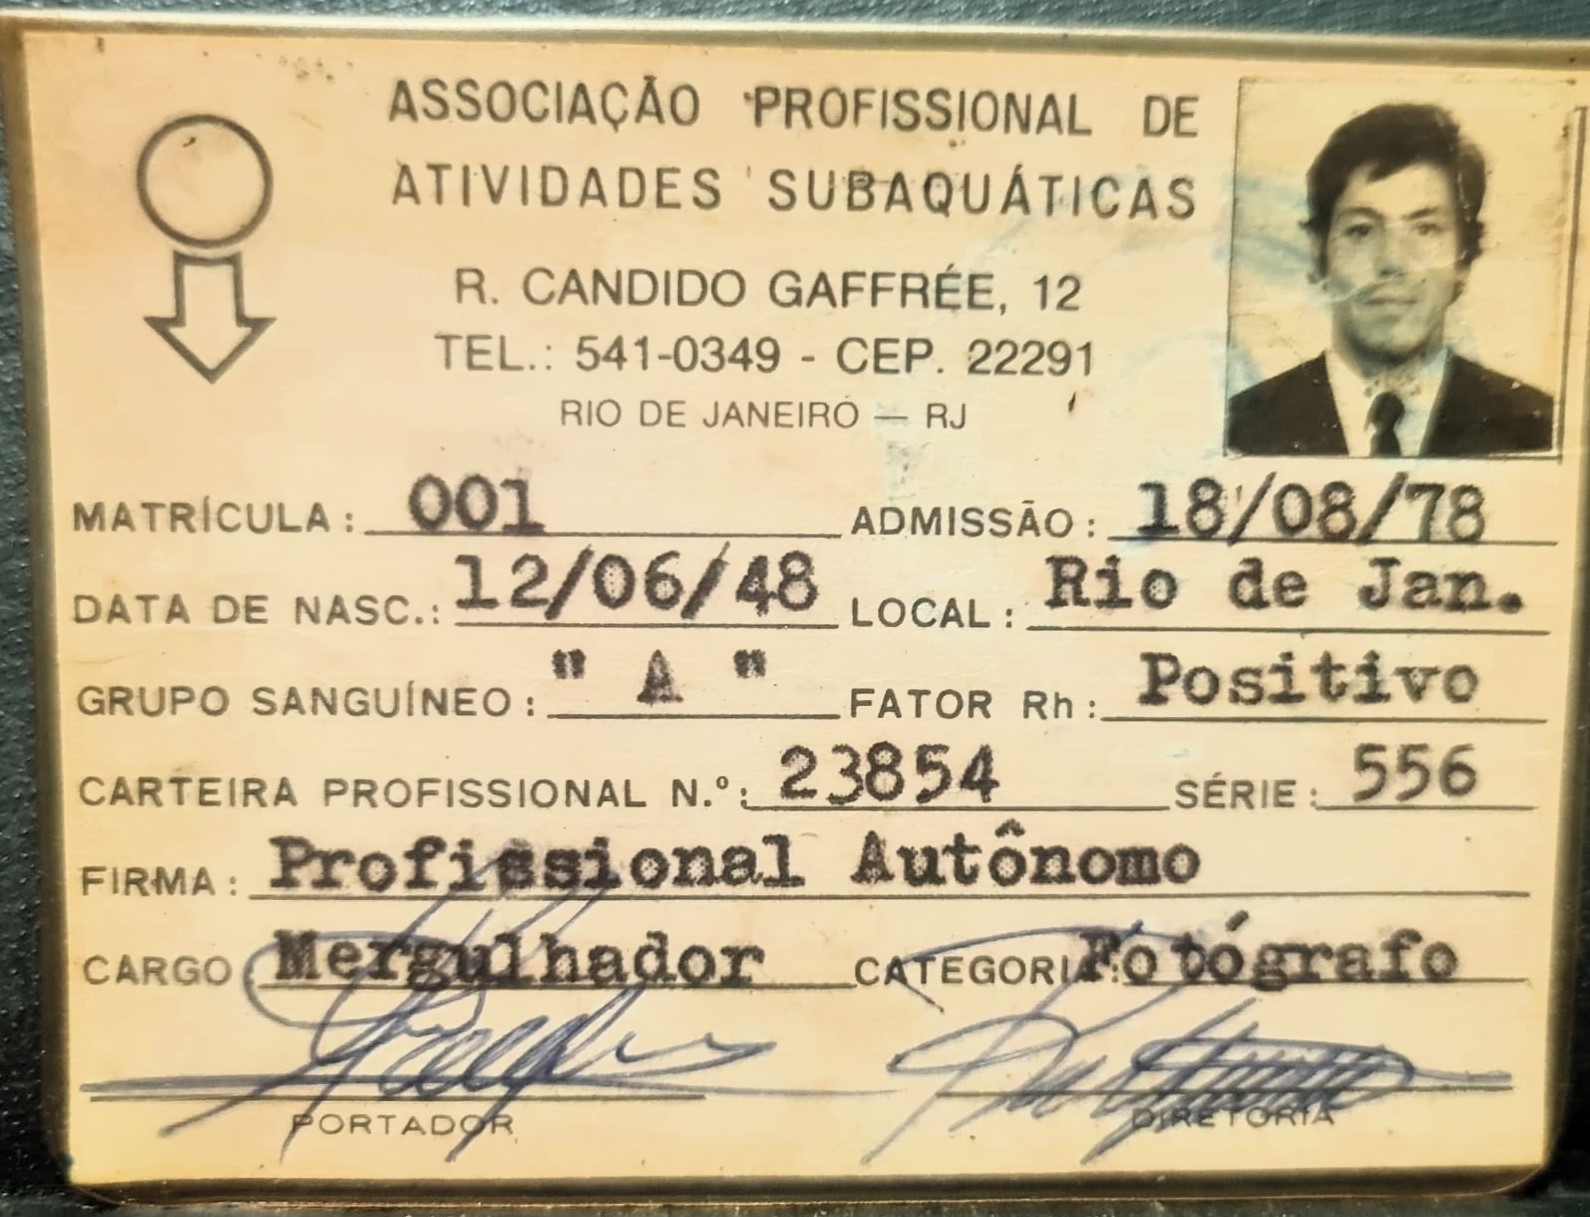 ASSOCIAÇÃO PROFISSIONAL DE
ATIVIDADES SUBAQUÁTICAS
R. CANDIDO GAFFRÉE, 12
TEL.: 541-0349 - CEP. 22291
RIO DE JANEIRO — RJ
MATRÍCULA: 001 ADMISSÃO: 18/08/78
DATA DE NASC.: 12/06/48 LOCAL: Rio de Jan.
GRUPO SANGUÍNEO: " A " FATOR Rh: Positivo
CARTEIRA PROFISSIONAL N.º: 23854 SÉRIE: 556
FIRMA: Profissional Autônomo
CARGO: Mergulhador CATEGORIA: Fotógrafo
PORTADOR DIRETORIA